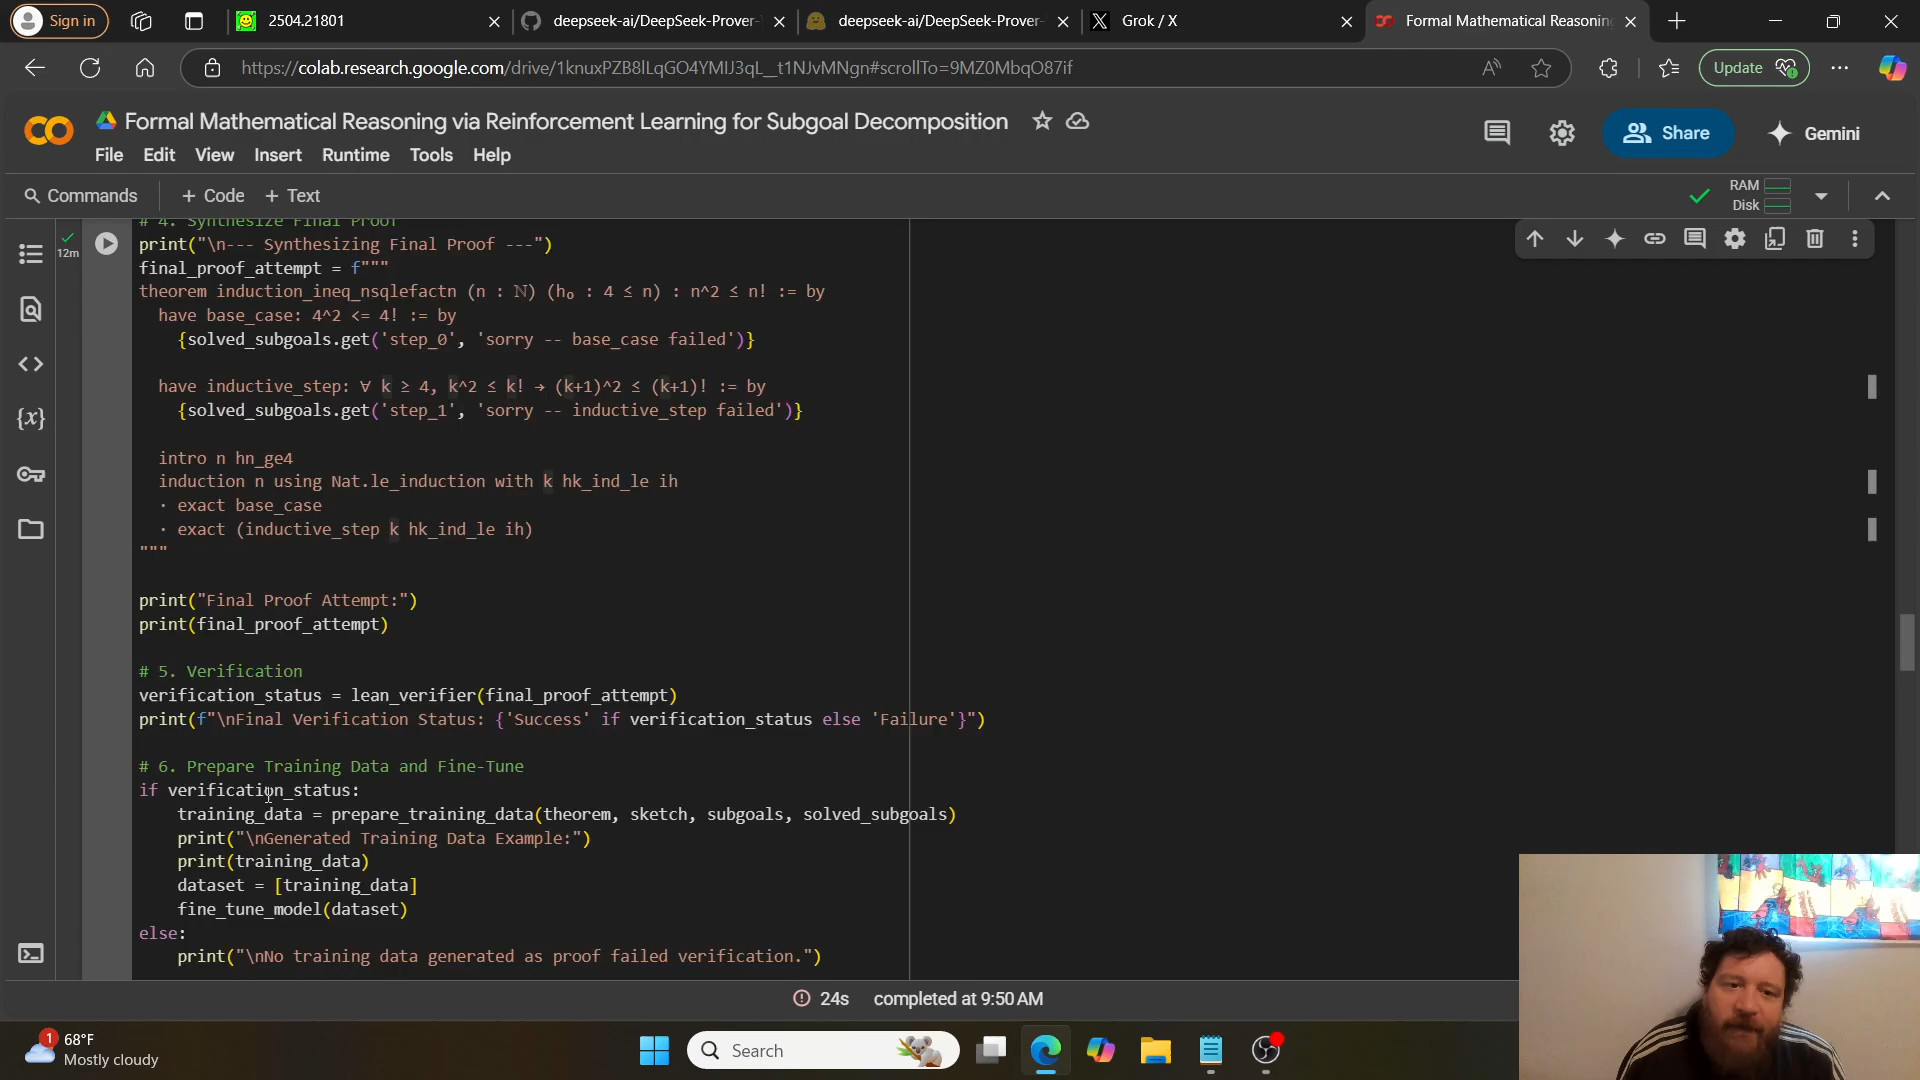 Sign in
2504.21801
deepseek-ai/DeepSeek-Prover-
deepseek-ai/DeepSeek-Prover-
Grok / X
Formal Mathematical Reasoning
https://colab.research.google.com/drive/1knuxPZB8lLqGO4YMIJ3qL__t1NJvMNgn#scrollTo=9MZ0MbqO87if
Update
Formal Mathematical Reasoning via Reinforcement Learning for Subgoal Decomposition
File Edit View Insert Runtime Tools Help
Share
Gemini
Commands + Code + Text
RAM
Disk
12m
# 4. Synthesize Final Proof
print("\n--- Synthesizing Final Proof ---")
final_proof_attempt = f"""
theorem induction_ineq_nsqlefactn (n : ℕ) (h₀ : 4 ≤ n) : n^2 ≤ n! := by
  have base_case: 4^2 <= 4! := by
    {solved_subgoals.get('step_0', 'sorry -- base_case failed')}
  have inductive_step: ∀ k ≥ 4, k^2 ≤ k! → (k+1)^2 ≤ (k+1)! := by
    {solved_subgoals.get('step_1', 'sorry -- inductive_step failed')}
  intro n hn_ge4
  induction n using Nat.le_induction with k hk_ind_le ih
  · exact base_case
  · exact (inductive_step k hk_ind_le ih)
"""
print("Final Proof Attempt:")
print(final_proof_attempt)
# 5. Verification
verification_status = lean_verifier(final_proof_attempt)
print(f"\nFinal Verification Status: {'Success' if verification_status else 'Failure'}")
# 6. Prepare Training Data and Fine-Tune
if verification_status:
    training_data = prepare_training_data(theorem, sketch, subgoals, solved_subgoals)
    print("\nGenerated Training Data Example:")
    print(training_data)
    dataset = [training_data]
    fine_tune_model(dataset)
else:
    print("\nNo training data generated as proof failed verification.")
24s completed at 9:50 AM
1
68°F
Mostly cloudy
Search